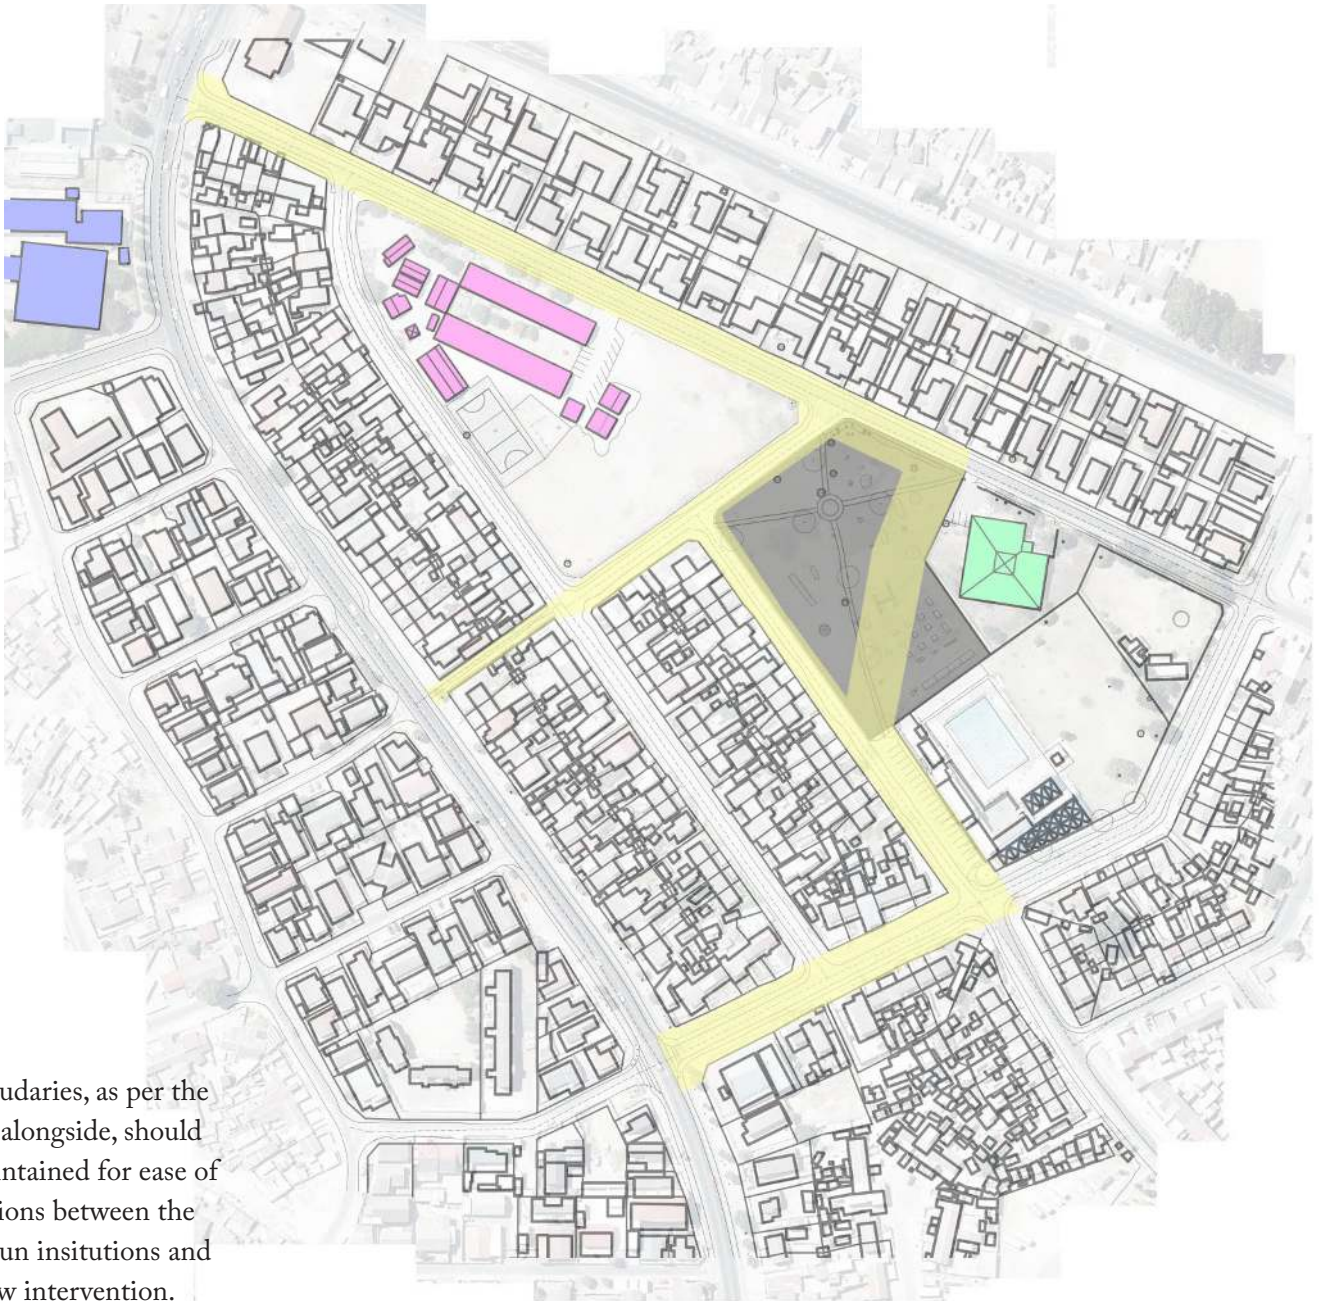 udaries, as per the
alongside, should
ntained for ease of
ions between the
un insitutions and
w intervention.